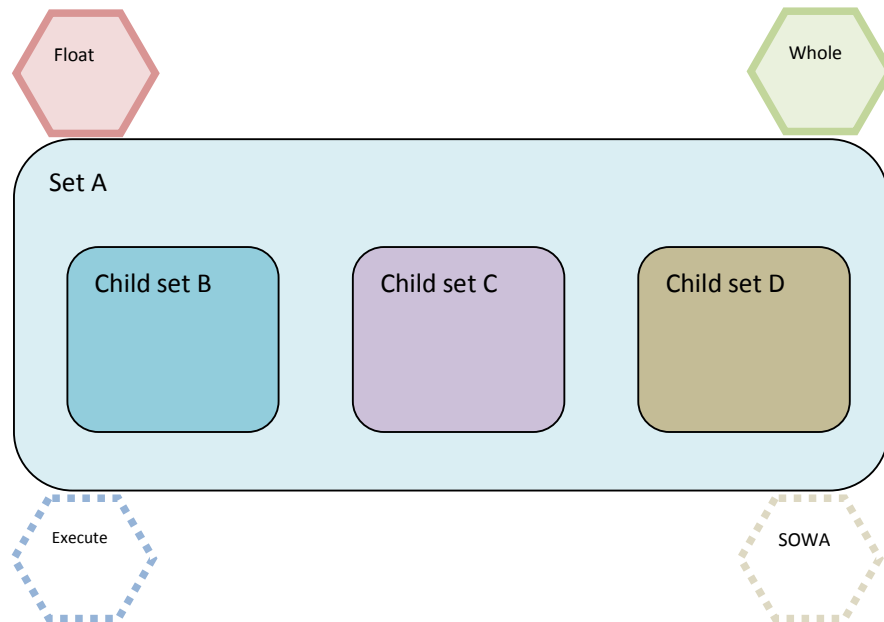 Float
Whole
Set A
Child set B
Child set C
Child set D
Execute
SOWA